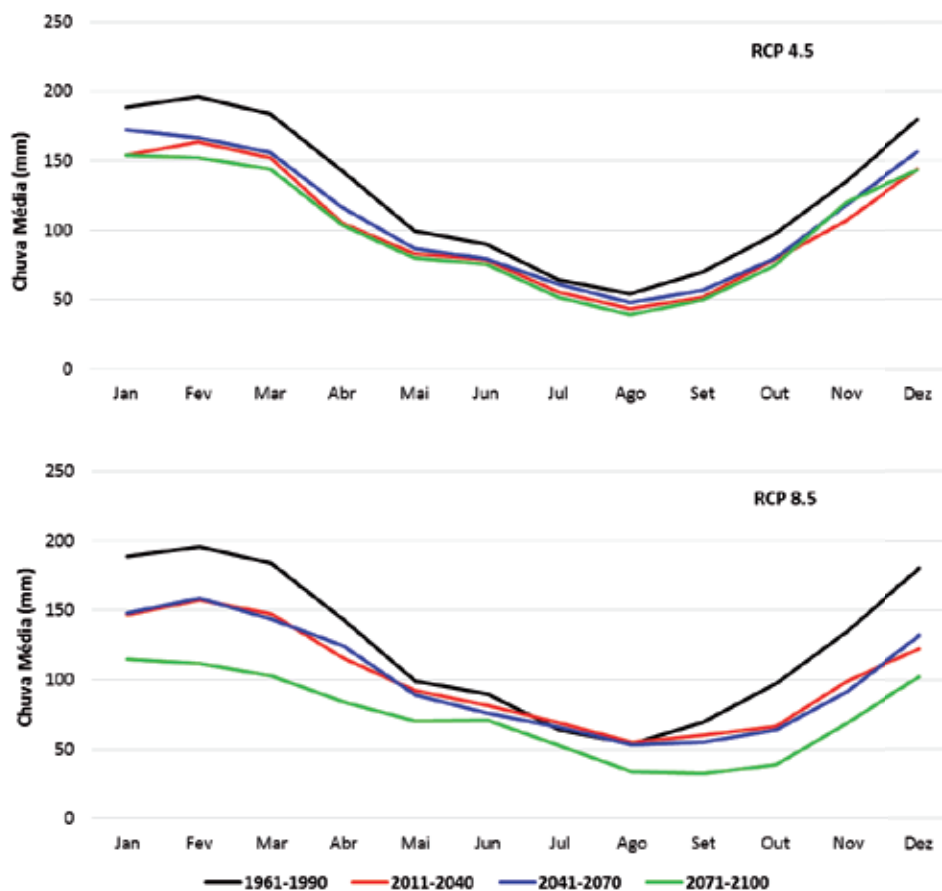 250
RCP 4.5
200
150
100
50
0
Chuva Média (mm)
Jan Fev Mar Abr Mai Jun Jul Ago Set Out Nov Dez
250
RCP 8.5
200
150
100
50
0
Chuva Média (mm)
Jan Fev Mar Abr Mai Jun Jul Ago Set Out Nov Dez
1961-1990 2011-2040 2041-2070 2071-2100